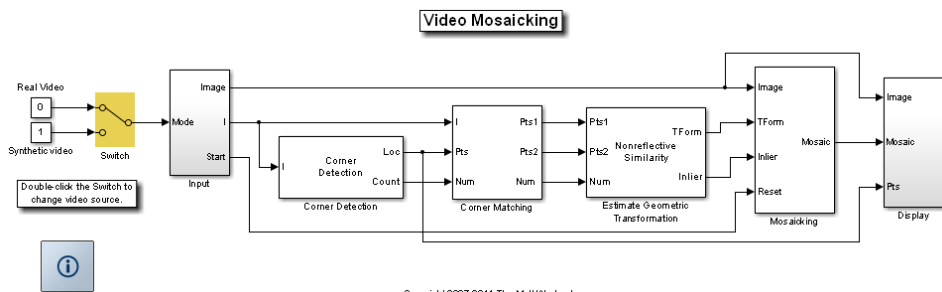 Video Mosaicking
Real Video
0
1
Synthetic video
Switch
Double-click the Switch to
change video source.
Mode
Image
I
Start
Input
I
Corner
Detection
Loc
Count
Corner Detection
I
Pts
Num
Pts1
Pts2
Num
Corner Matching
Pts1
Pts2
Num
Nonreflective
Similarity
TForm
Inlier
Estimate Geometric
Transformation
Image
TForm
Inlier
Reset
Mosaic
Mosaicking
Image
Mosaic
Pts
Display